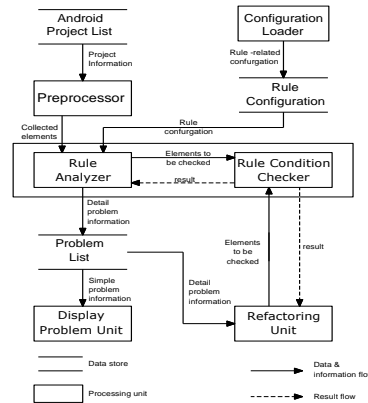 Android
Project List
Configuration
Loader
Project
Information
Rule -related
confurgation
Preprocessor
Rule
Configuration
Collected
elements
Rule
confurgation
Rule
Analyzer
Elements to
be checked
result
Rule Condition
Checker
Detail
problem
information
Problem
List
Elements
to be
checked
result
Simple
problem
information
Detail
problem
information
Display
Problem Unit
Refactoring
Unit
Data store
Data &
information flo
Processing unit
Result flow